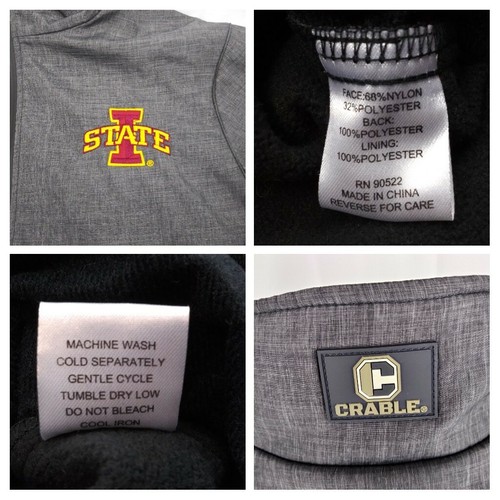 I
STATE®
FACE:68%NYLON
32%POLYESTER
BACK:
100%POLYESTER
LINING:
100%POLYESTER
RN 90522
MADE IN CHINA
REVERSE FOR CARE
MACHINE WASH
COLD SEPARATELY
GENTLE CYCLE
TUMBLE DRY LOW
DO NOT BLEACH
COOL IRON
C
CRABLE®